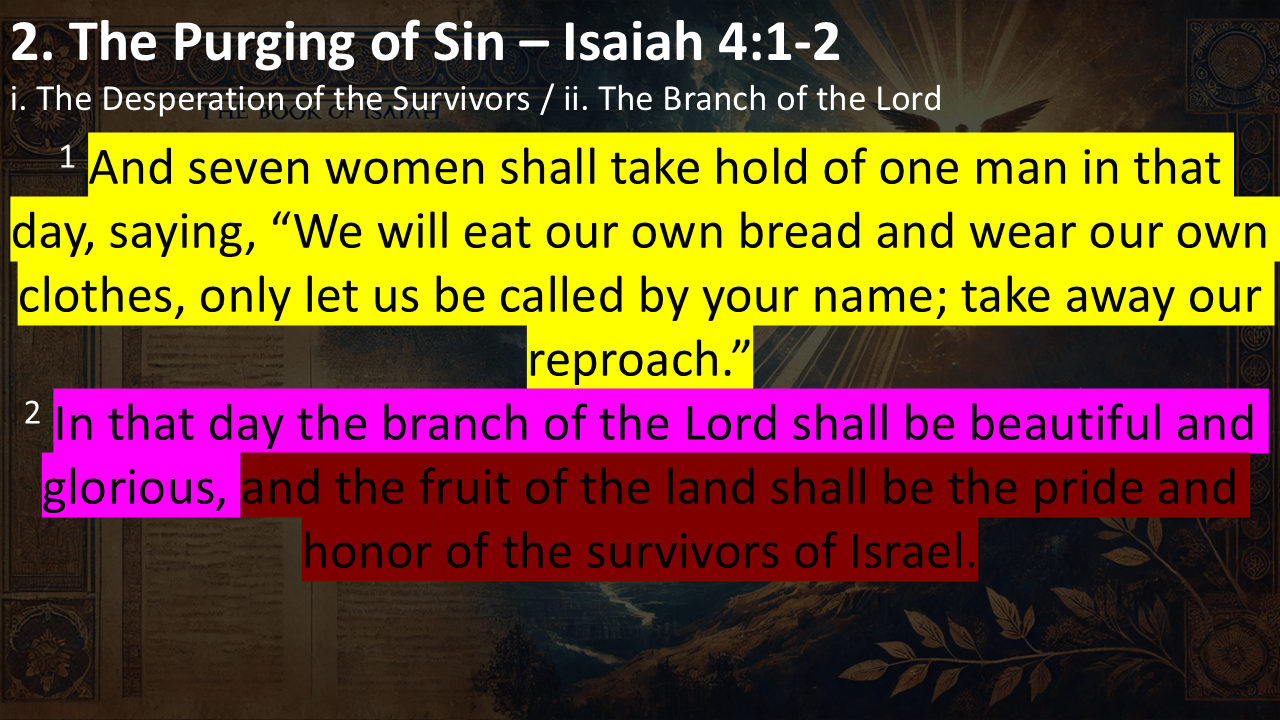 2. The Purging of Sin – Isaiah 4:1-2
i. The Desperation of the Survivors / ii. The Branch of the Lord
THE BOOK OF ISAIAH
1 And seven women shall take hold of one man in that
day, saying, “We will eat our own bread and wear our own
clothes, only let us be called by your name; take away our
reproach.”
2 In that day the branch of the Lord shall be beautiful and
glorious, and the fruit of the land shall be the pride and
honor of the survivors of Israel.